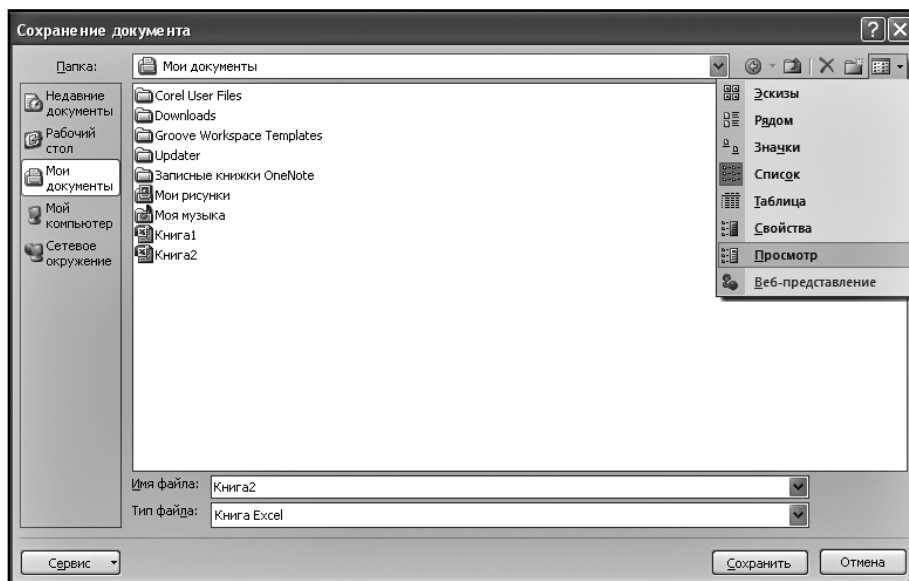 Сохранение документа
Папка:
Мои документы
Недавние
документы
Рабочий
стол
Мои
документы
Мой
компьютер
Сетевое
окружение
Corel User Files
Downloads
Groove Workspace Templates
Updater
Записные книжки OneNote
Мои рисунки
Моя музыка
Книга1
Книга2
Эскизы
Рядом
Значки
Список
Таблица
Свойства
Просмотр
Веб-представление
Имя файла:
Книга2
Тип файла:
Книга Excel
Сервис
Сохранить
Отмена